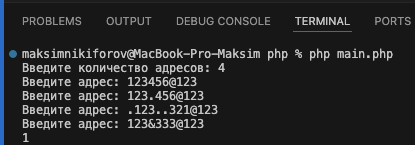 PROBLEMS OUTPUT DEBUG CONSOLE TERMINAL PORTS
maksimnikiforov@MacBook-Pro-Maksim php % php main.php
Введите количество адресов: 4
Введите адрес: 123456@123
Введите адрес: 123.456@123
Введите адрес: .123..321@123
Введите адрес: 123&333@123
1